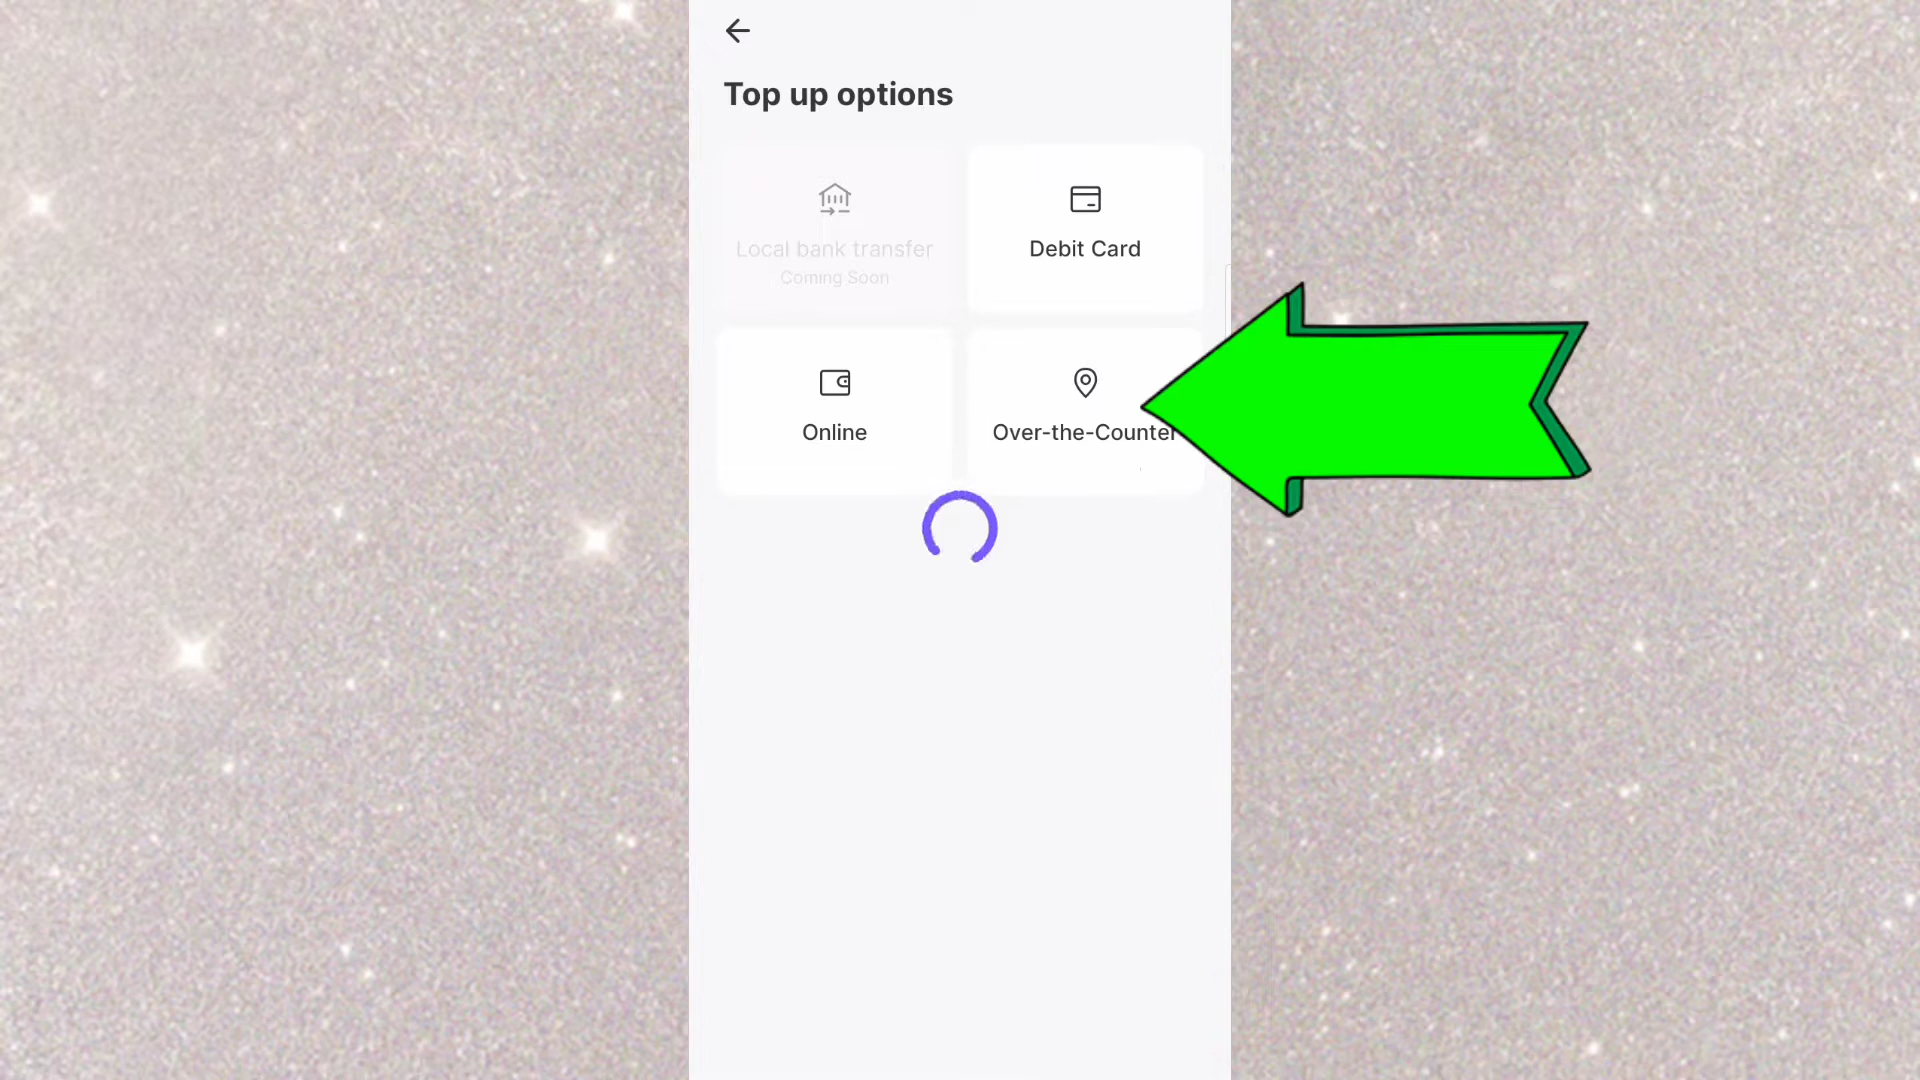 Top up options
Local bank transfer
Coming Soon
Debit Card
Online
Over-the-Counter